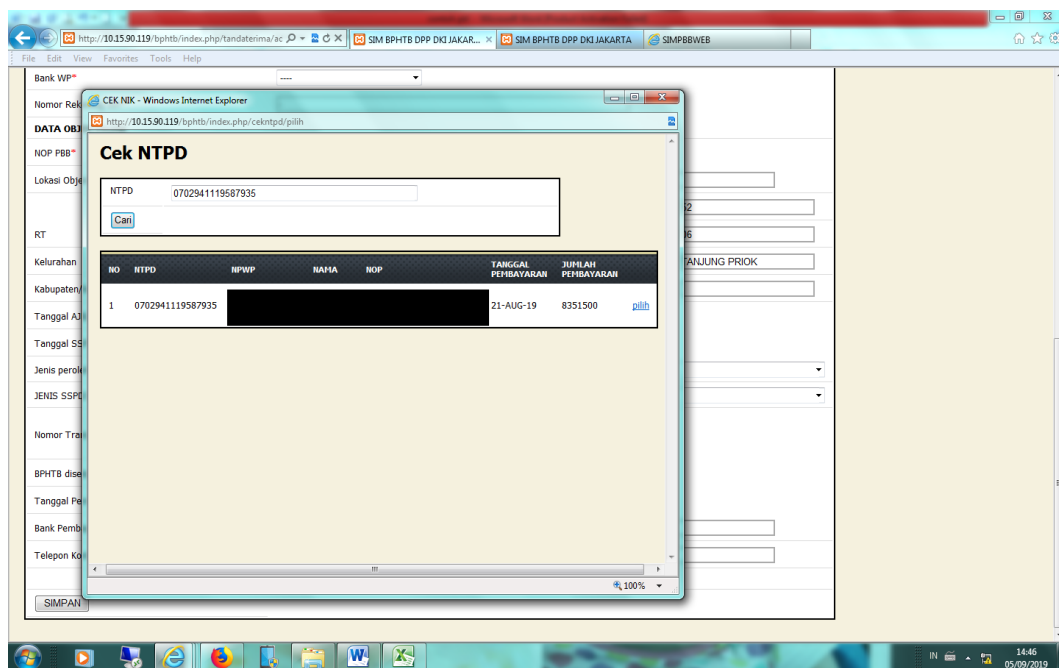 http://10.15.90.119/bphtb/index.php/tandaterima/ac
SIM BPHTB DPP DKI JAKAR...
SIM BPHTB DPP DKI JAKARTA
SIMPBBWEB
File Edit View Favorites Tools Help
Bank WP*
----
Nomor Rek
CEK NIK - Windows Internet Explorer
http://10.15.90.119/bphtb/index.php/cekntpd/pilih
DATA OBJ
NOP PBB*
Cek NTPD
Lokasi Obje
NTPD 0702941119587935
Cari
RT
Kelurahan
TANJUNG PRIOK
NO NTPD NPWP NAMA NOP TANGGAL PEMBAYARAN JUMLAH PEMBAYARAN
Kabupaten/
1 0702941119587935 21-AUG-19 8351500 pilih
Tanggal AJ
Tanggal SS
Jenis perole
JENIS SSPD
Nomor Tra
BPHTB dise
Tanggal Pe
Bank Pemb
Telepon Ko
100%
SIMPAN
IN
14:46
05/09/2019